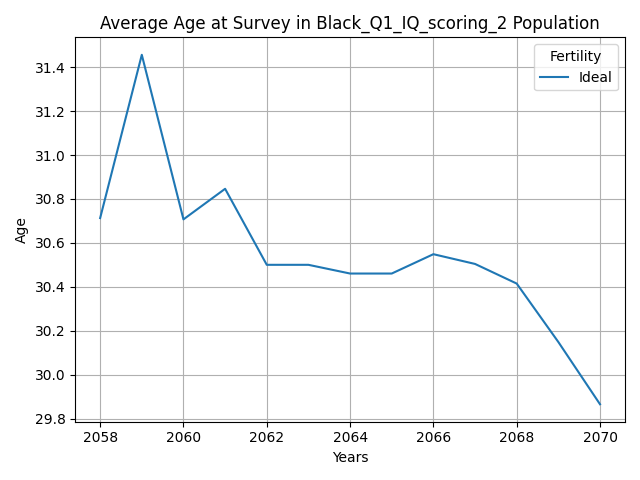 Average Age at Survey in Black_Q1_IQ_scoring_2 Population
Fertility
Ideal
31.4
31.2
31.0
30.8
30.6
30.4
30.2
30.0
29.8
Age
2058 2060 2062 2064 2066 2068 2070
Years